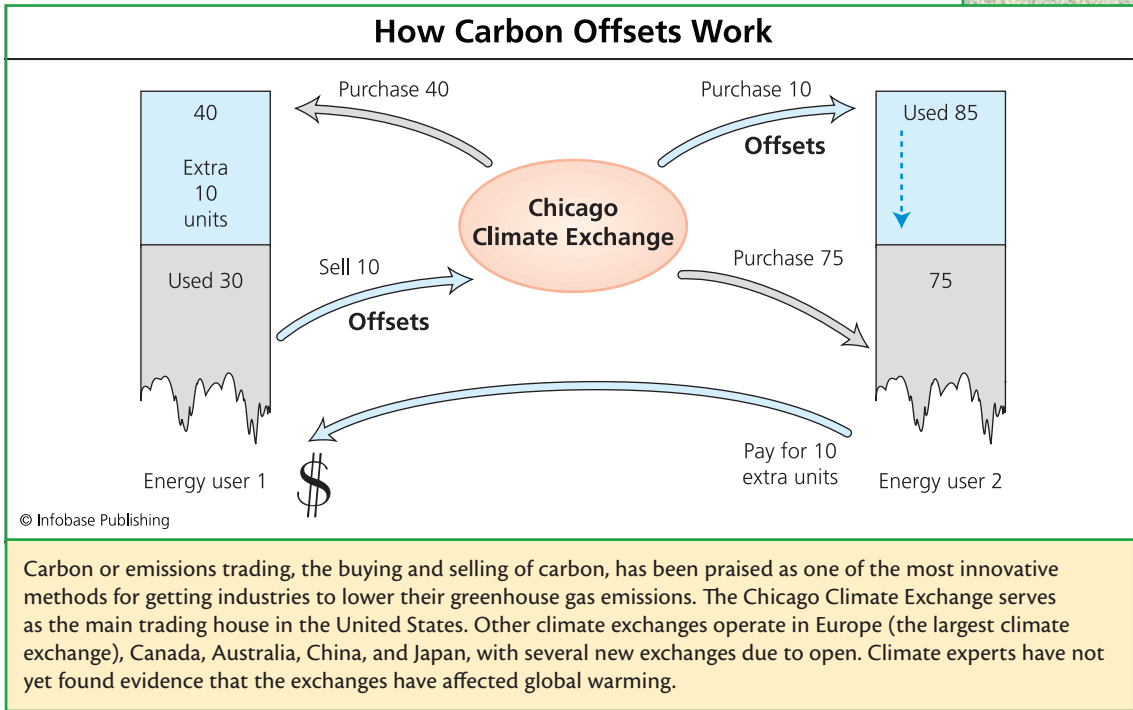 How Carbon Offsets Work
Purchase 40
Purchase 10
40
Extra
10
units
Used 85
Offsets
Chicago
Climate Exchange
Used 30
Sell 10
Offsets
Purchase 75
75
Energy user 1
$
Pay for 10
extra units
Energy user 2
© Infobase Publishing
Carbon or emissions trading, the buying and selling of carbon, has been praised as one of the most innovative
methods for getting industries to lower their greenhouse gas emissions. The Chicago Climate Exchange serves
as the main trading house in the United States. Other climate exchanges operate in Europe (the largest climate
exchange), Canada, Australia, China, and Japan, with several new exchanges due to open. Climate experts have not
yet found evidence that the exchanges have affected global warming.